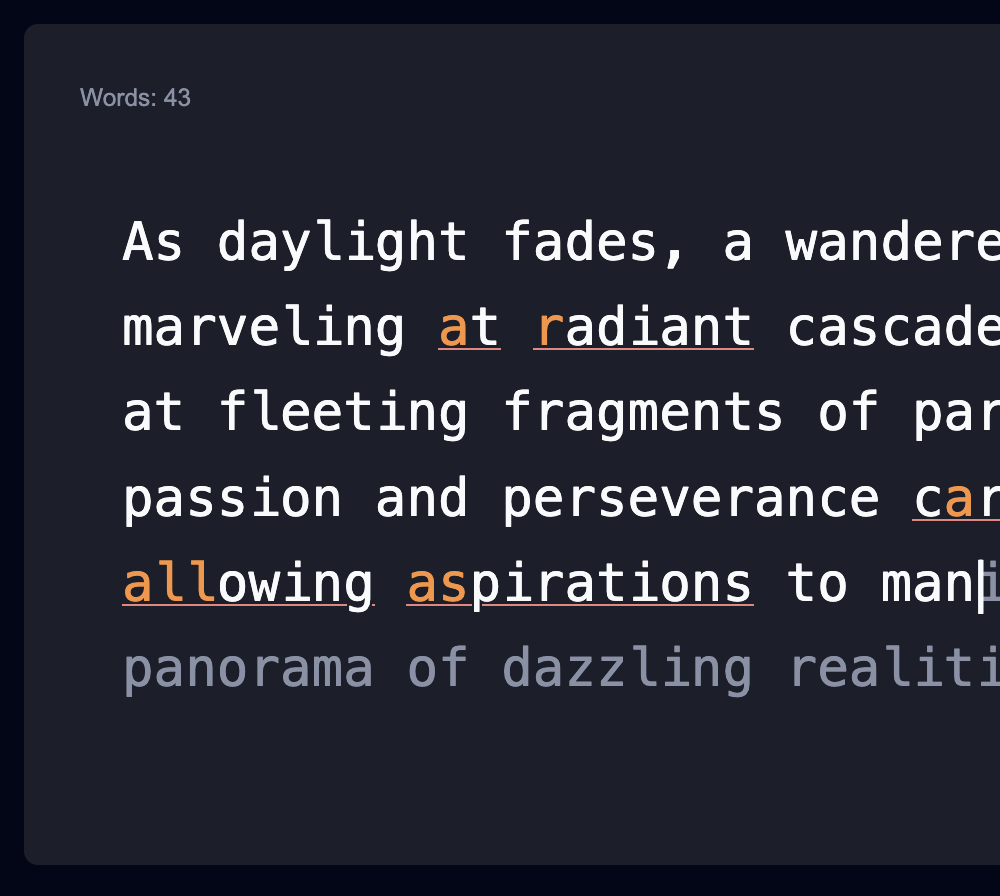 Words: 43
As daylight fades, a wandere
marveling at radiant cascade
at fleeting fragments of par
passion and perseverance car
allowing aspirations to mani
panorama of dazzling realiti